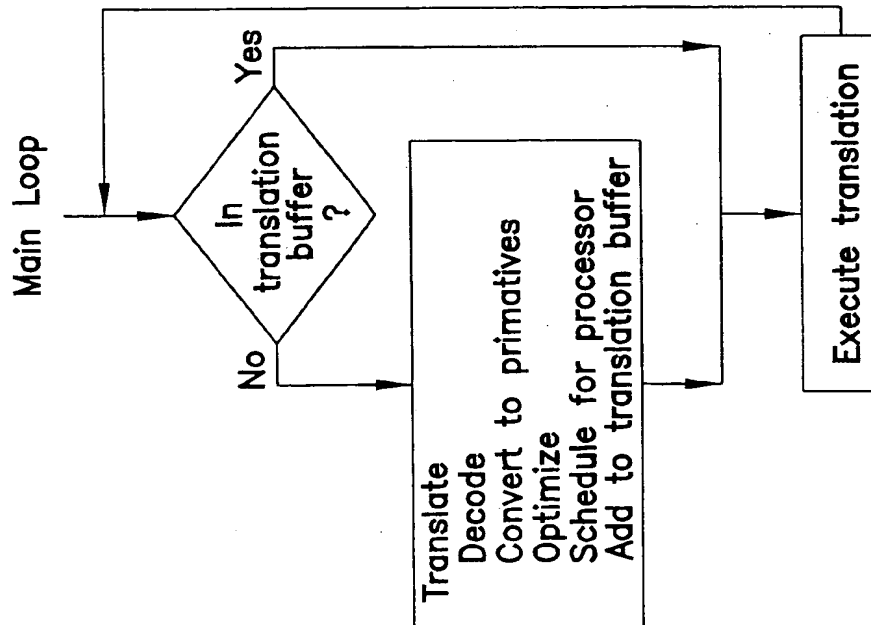 Main Loop
In
translation
buffer
?
Yes
No
Translate
Decode
Convert to primatives
Optimize
Schedule for processor
Add to translation buffer
Execute translation